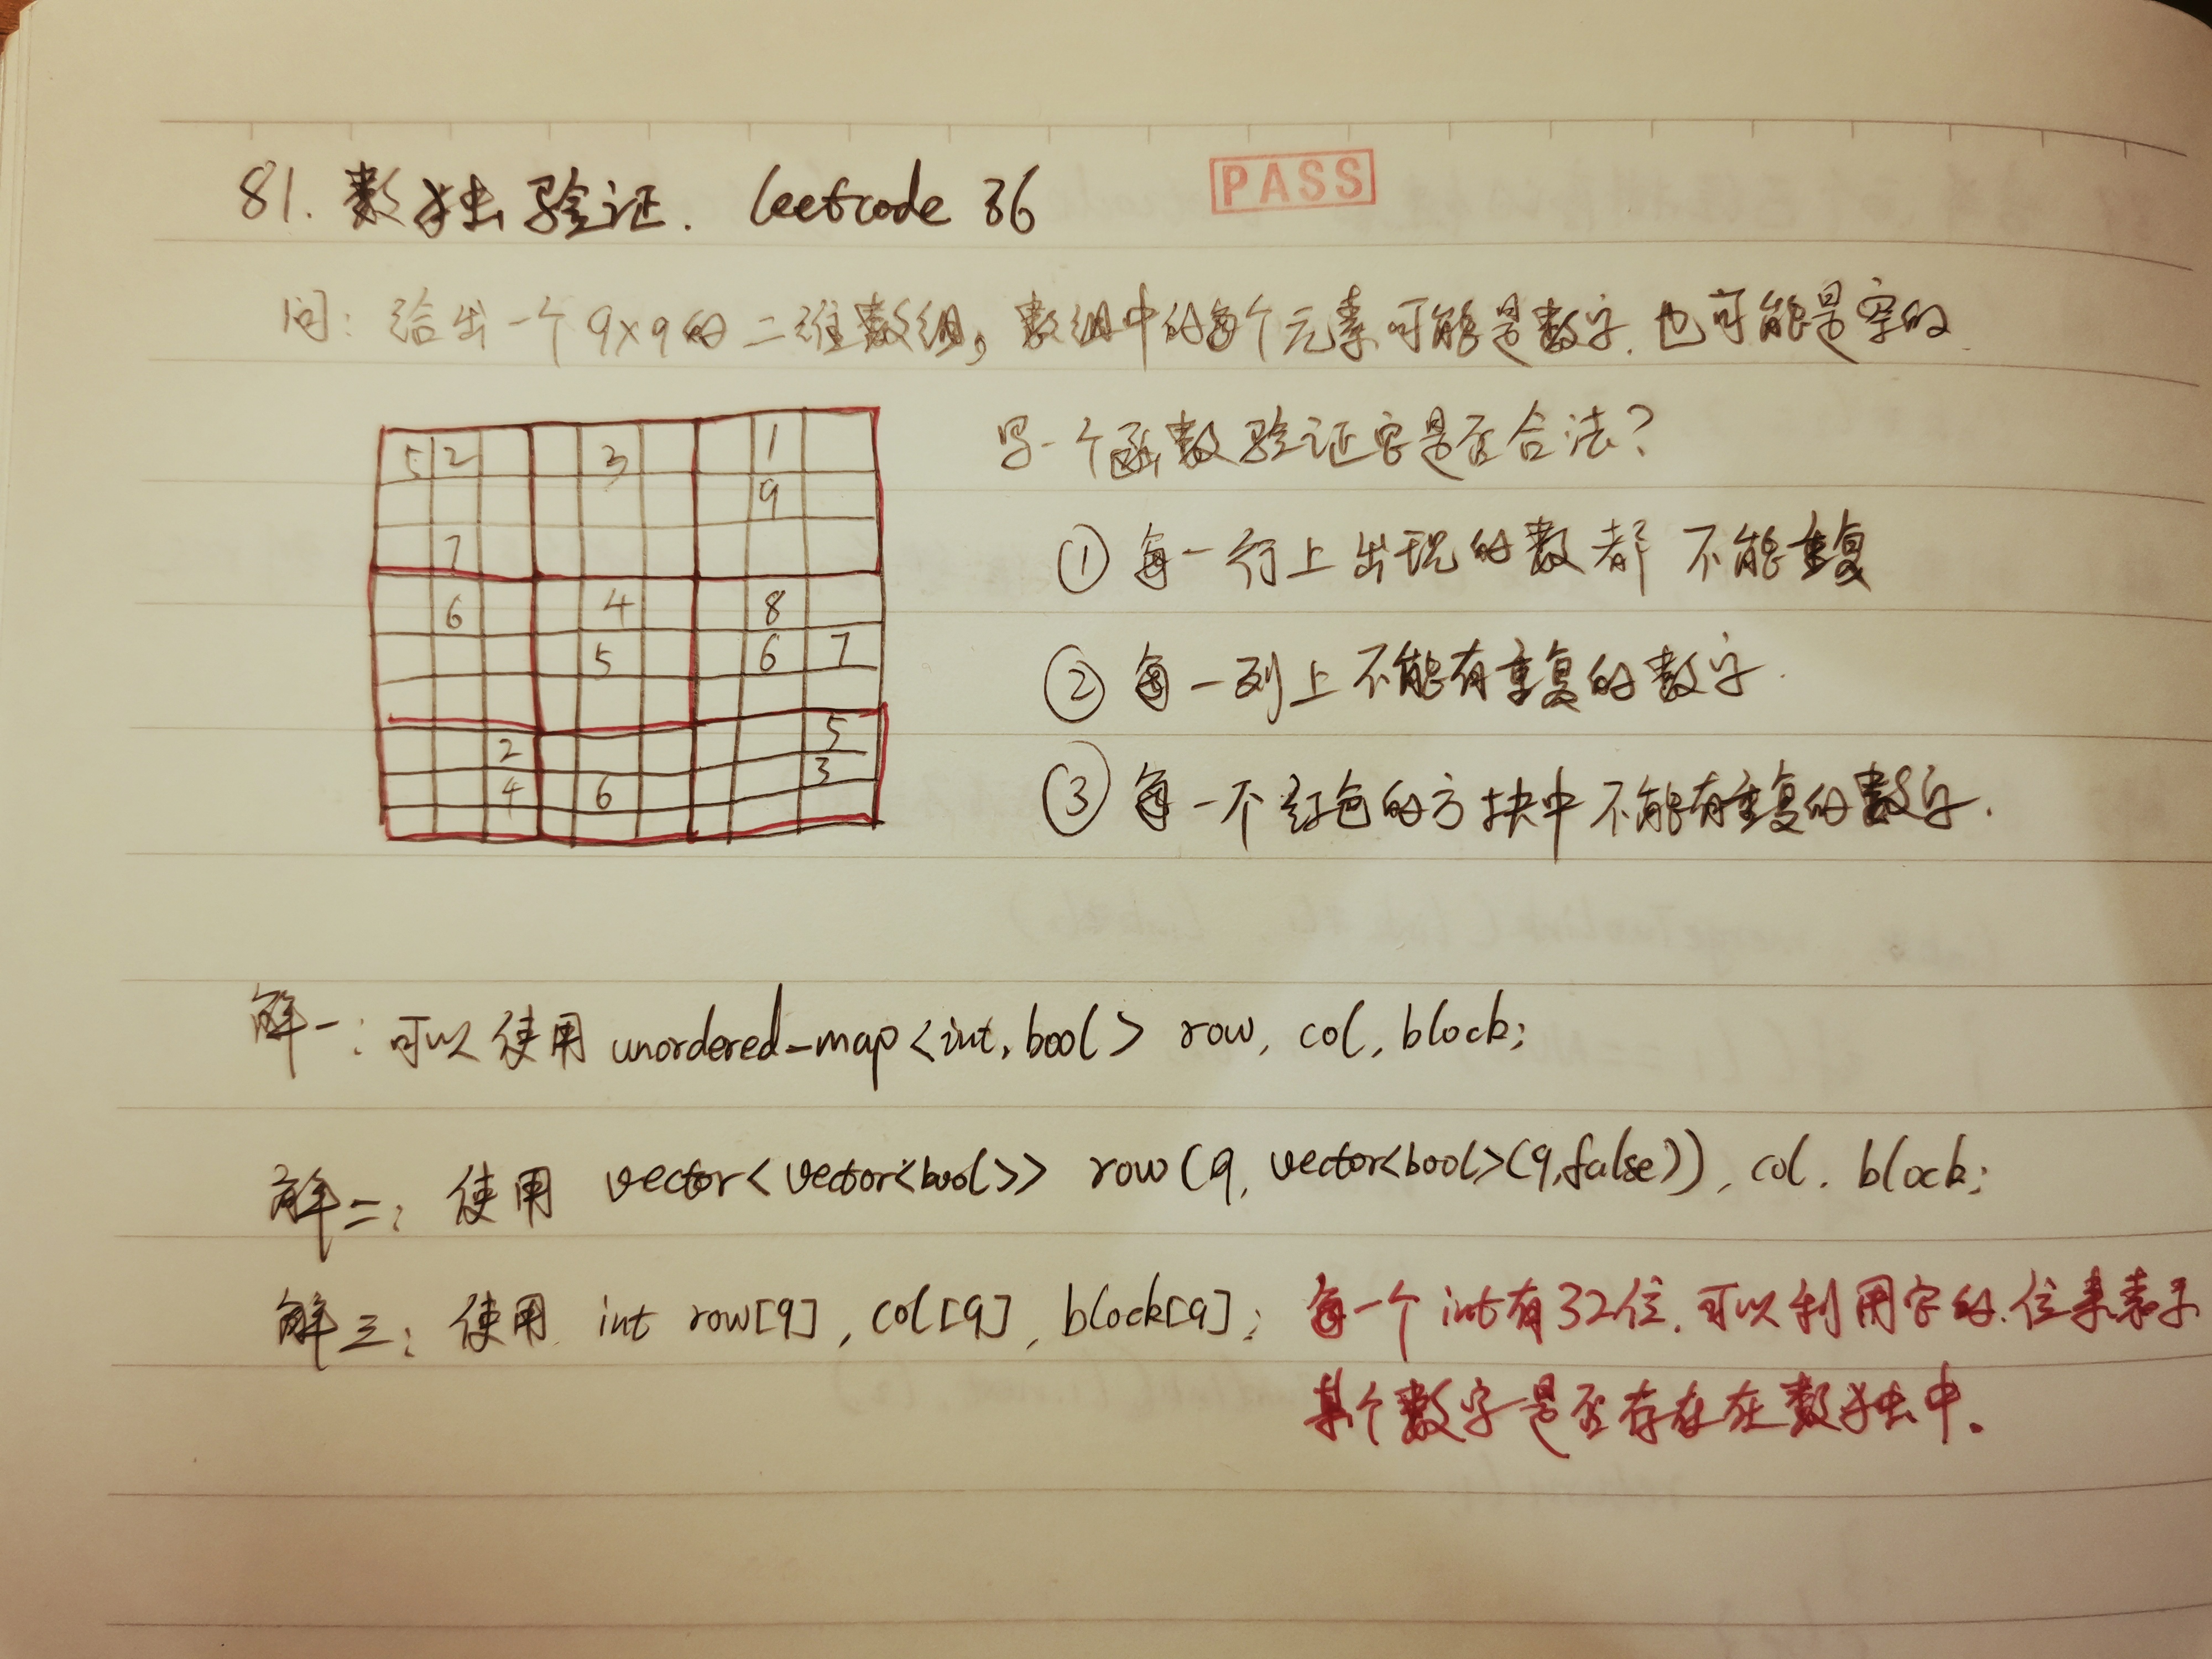 81. 数独验证. leetcode 36
PASS
问: 给出一个9×9的二维数组, 数组中的每个元素可能是数字. 也可能是空的.
写一个函数验证它是否合法?
① 每一行上出现的数都不能重复
② 每一列上不能有重复的数字.
③ 每一个红色的方块中不能有重复的数字.
5 2 3 1
9
7
6 4 8
5 6 7
2 5
3
4 6
解一: 可以使用 unordered_map<int, bool> row, col, block;
解二: 使用 vector<vector<bool>> row(9, vector<bool>(9,false)), col, block;
解三: 使用 int row[9], col[9], block[9]; 每一个int有32位. 可以利用它的位来表示
某个数字是否存在在数独中。